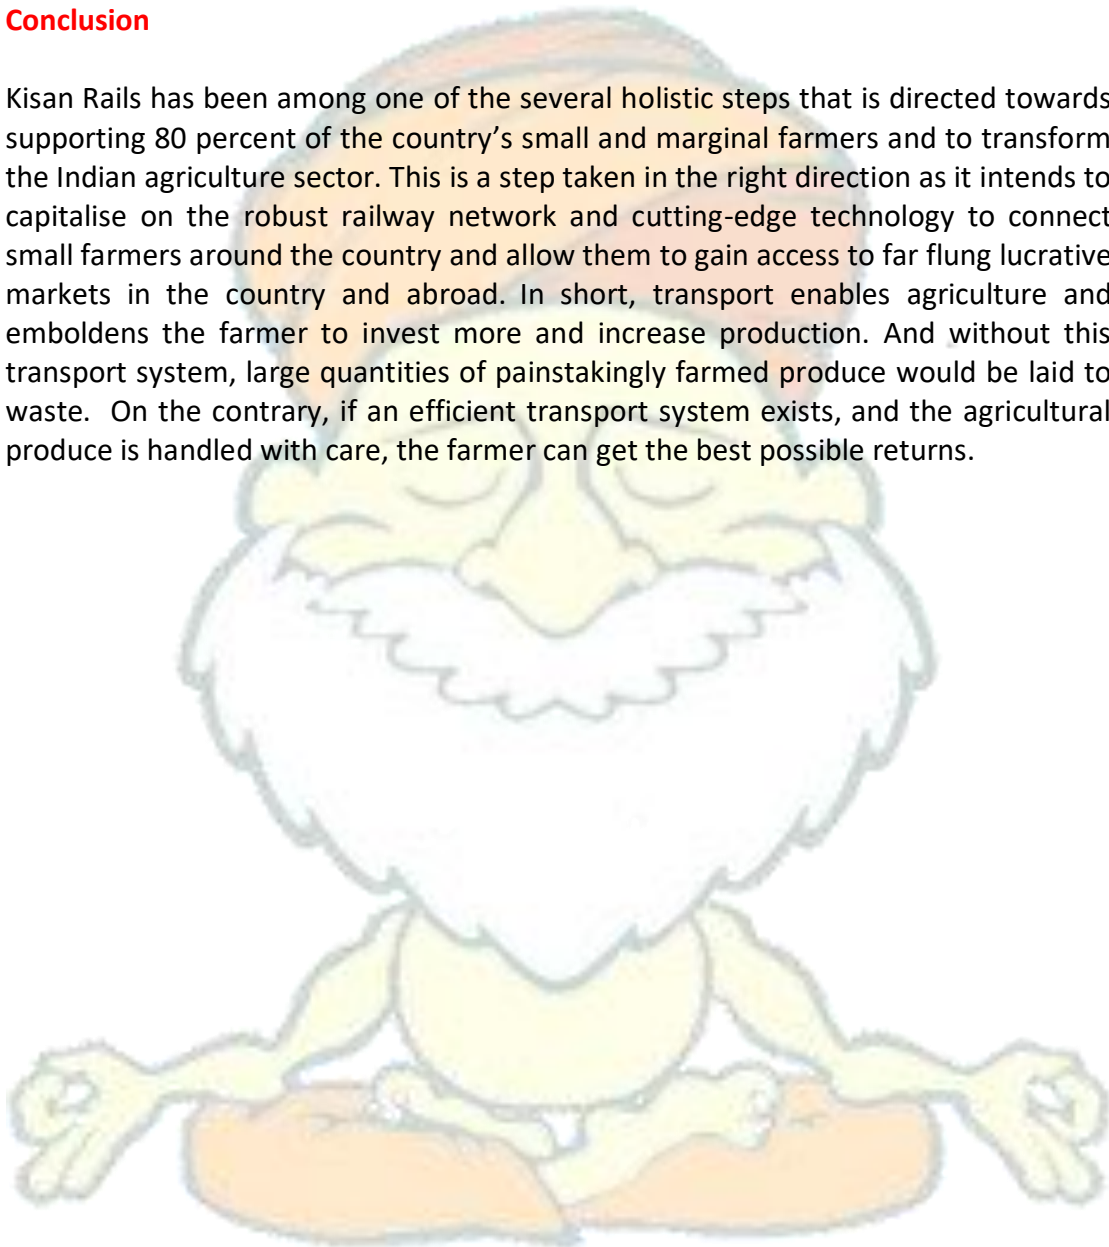 Conclusion
Kisan Rails has been among one of the several holistic steps that is directed towards
supporting 80 percent of the country’s small and marginal farmers and to transform
the Indian agriculture sector. This is a step taken in the right direction as it intends to
capitalise on the robust railway network and cutting-edge technology to connect
small farmers around the country and allow them to gain access to far flung lucrative
markets in the country and abroad. In short, transport enables agriculture and
emboldens the farmer to invest more and increase production. And without this
transport system, large quantities of painstakingly farmed produce would be laid to
waste.  On the contrary, if an efficient transport system exists, and the agricultural
produce is handled with care, the farmer can get the best possible returns.